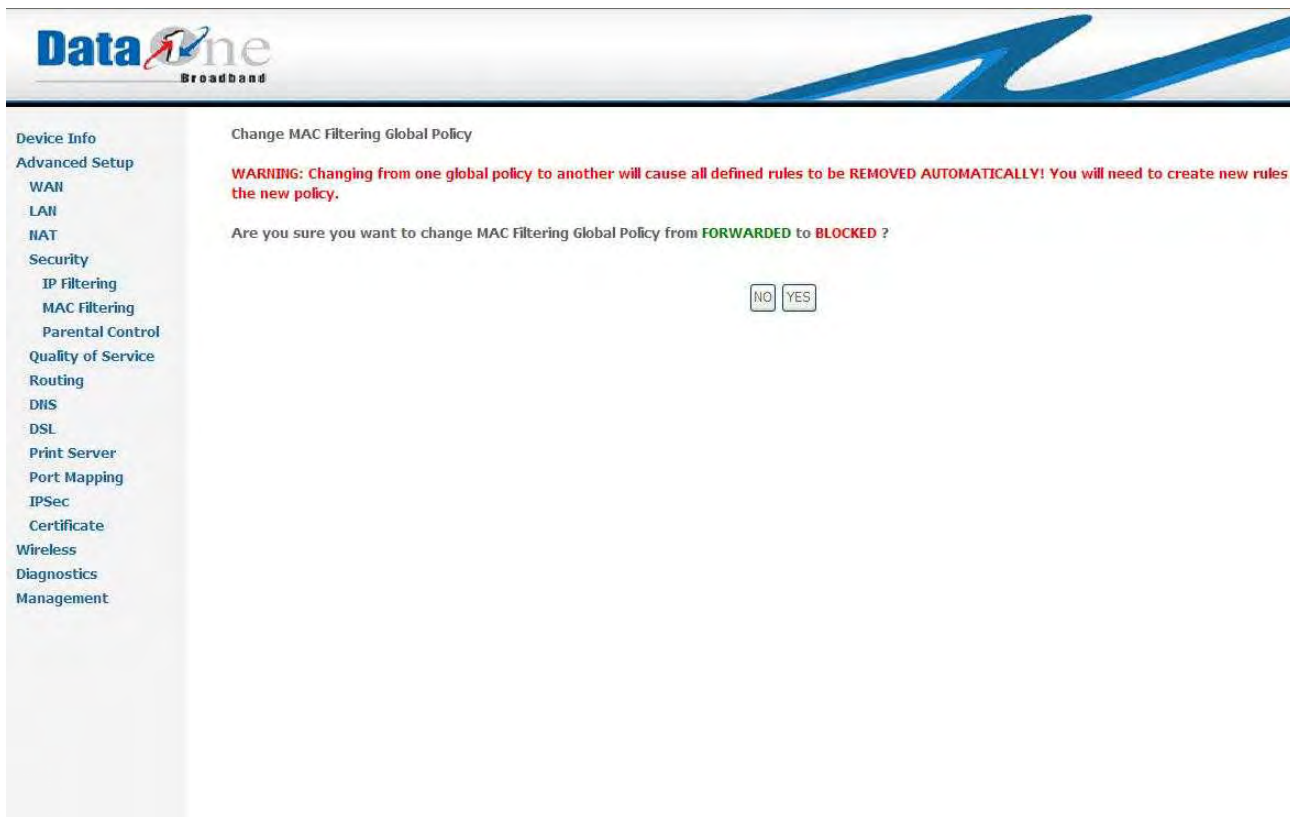 Data One
Broadband
Device Info
Advanced Setup
WAN
LAN
NAT
Security
IP Filtering
MAC Filtering
Parental Control
Quality of Service
Routing
DNS
DSL
Print Server
Port Mapping
IPSec
Certificate
Wireless
Diagnostics
Management
Change MAC Filtering Global Policy
WARNING: Changing from one global policy to another will cause all defined rules to be REMOVED AUTOMATICALLY! You will need to create new rules
the new policy.
Are you sure you want to change MAC Filtering Global Policy from FORWARDED to BLOCKED ?
NO YES